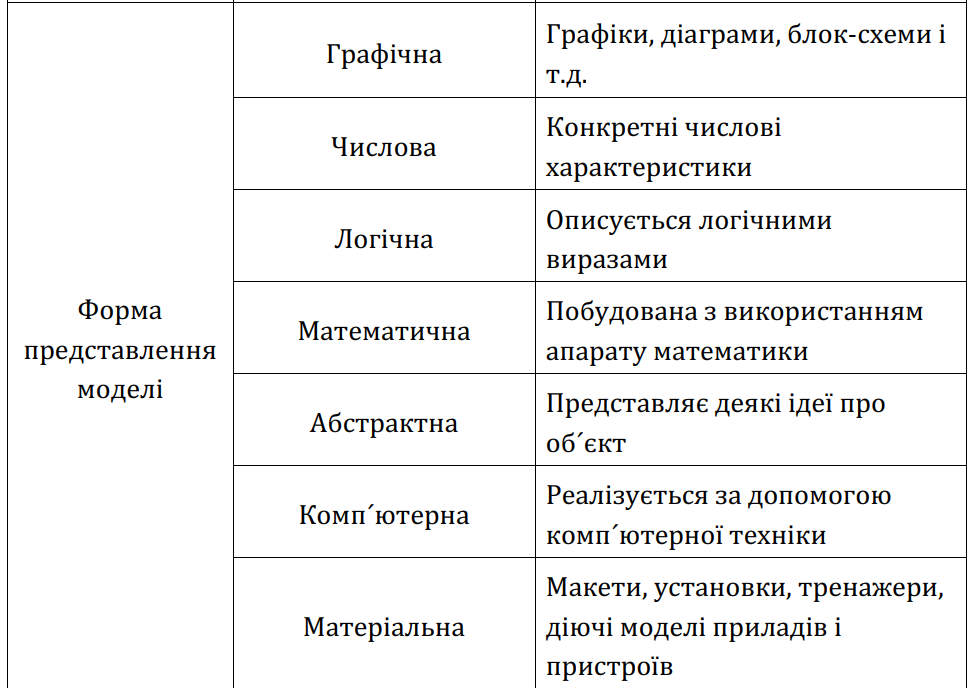 Форма
представлення
моделі
Графічна
Графіки, діаграми, блок-схеми і
т.д.
Числова
Конкретні числові
характеристики
Логічна
Описується логічними
виразами
Математична
Побудована з використанням
апарату математики
Абстрактна
Представляє деякі ідеї про
об´єкт
Комп´ютерна
Реалізується за допомогою
комп´ютерної техніки
Матеріальна
Макети, установки, тренажери,
діючі моделі приладів і
пристроїв